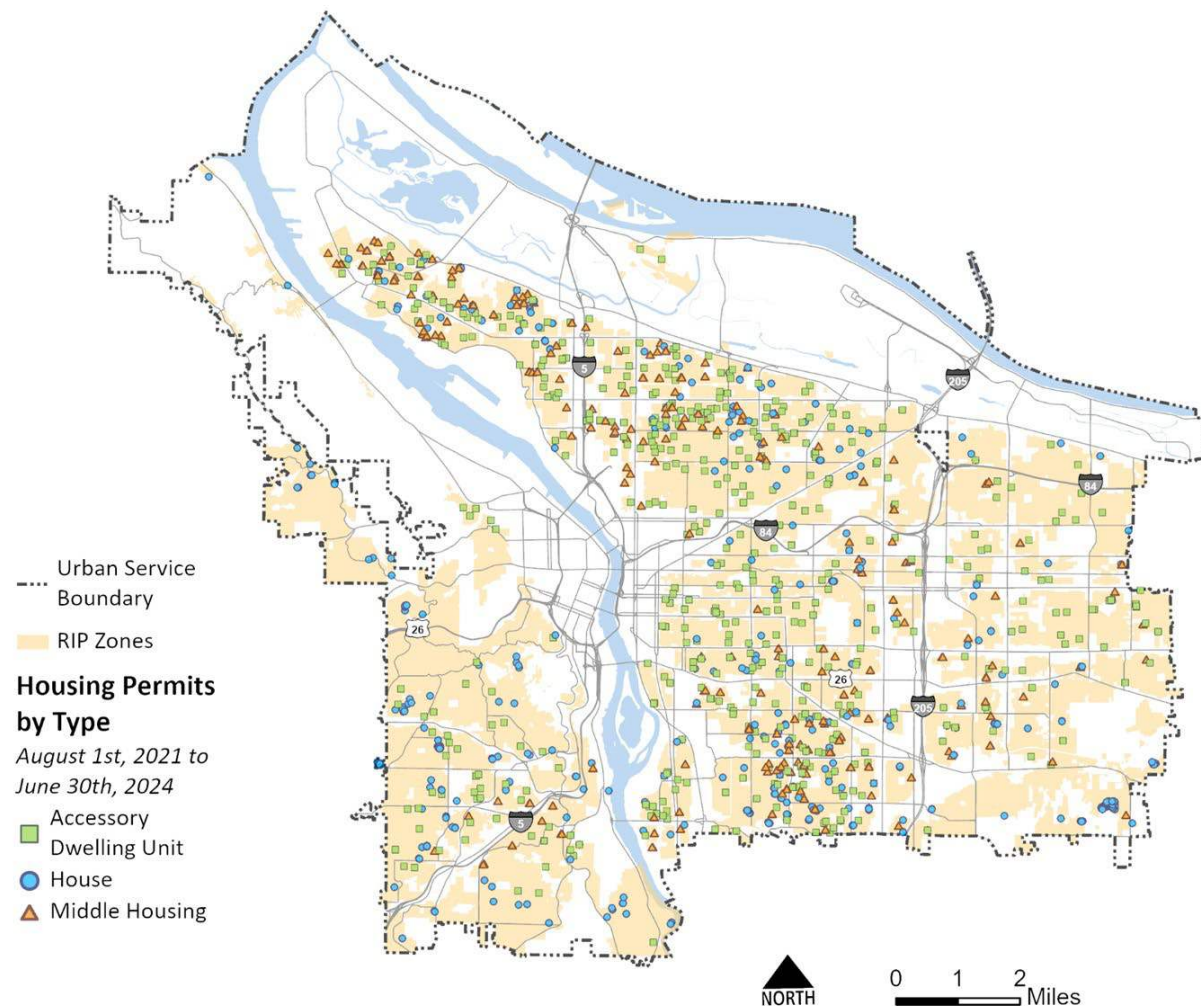 5
205
84
84
26
26
205
5
Urban Service
Boundary
RIP Zones
Housing Permits
by Type
August 1st, 2021 to
June 30th, 2024
Accessory
Dwelling Unit
House
Middle Housing
NORTH
0 1 2
Miles